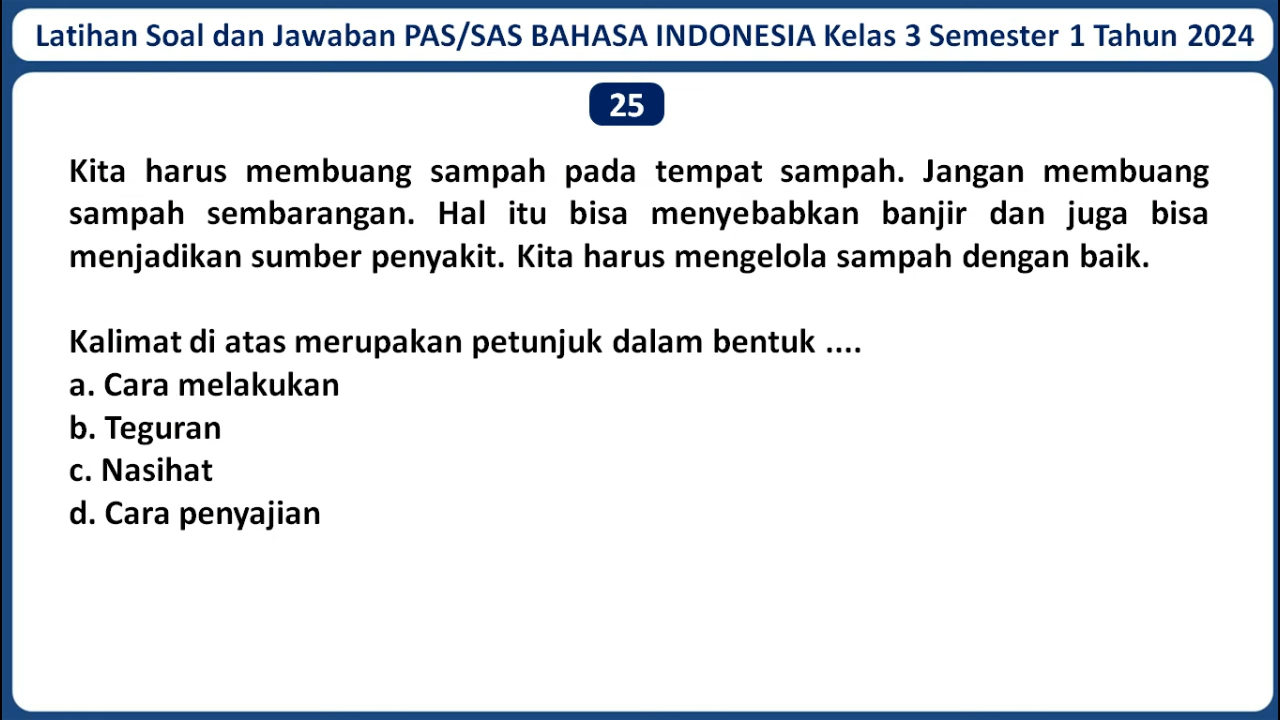 Latihan Soal dan Jawaban PAS/SAS BAHASA INDONESIA Kelas 3 Semester 1 Tahun 2024
25
Kita harus membuang sampah pada tempat sampah. Jangan membuang
sampah sembarangan. Hal itu bisa menyebabkan banjir dan juga bisa
menjadikan sumber penyakit. Kita harus mengelola sampah dengan baik.
Kalimat di atas merupakan petunjuk dalam bentuk ....
a. Cara melakukan
b. Teguran
c. Nasihat
d. Cara penyajian